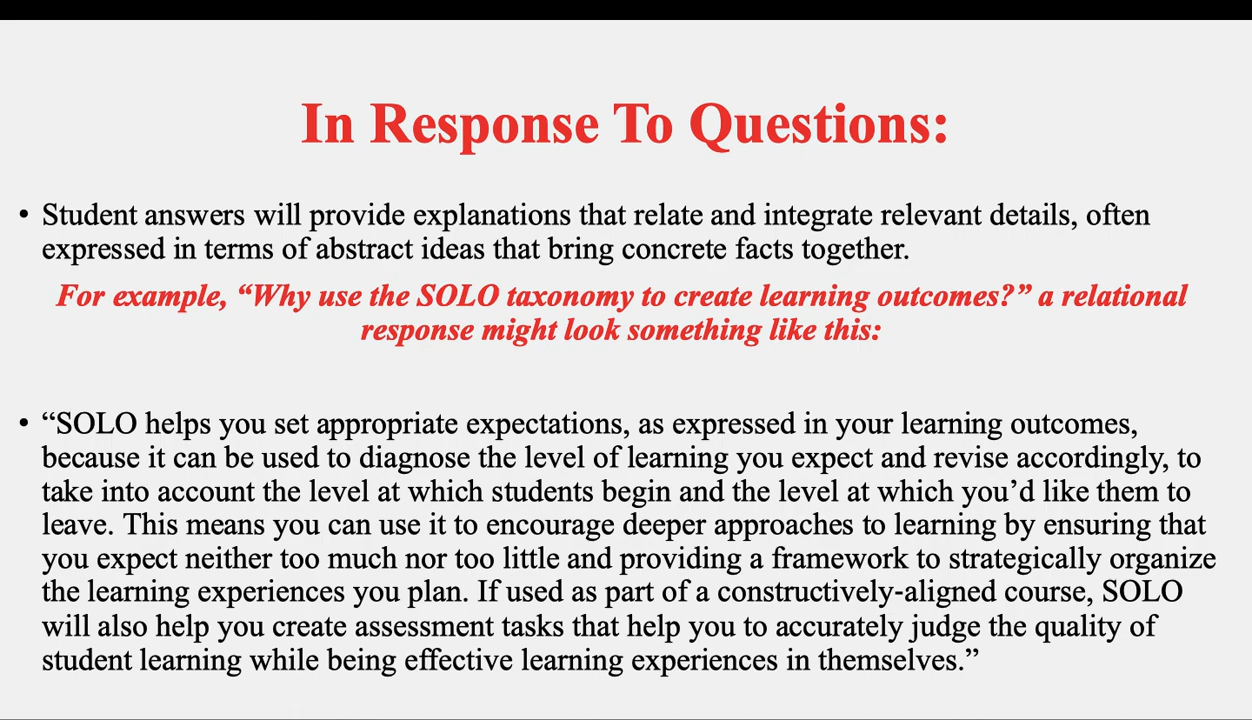 In Response To Questions:
• Student answers will provide explanations that relate and integrate relevant details, often
expressed in terms of abstract ideas that bring concrete facts together.
For example, “Why use the SOLO taxonomy to create learning outcomes?” a relational
response might look something like this:
• “SOLO helps you set appropriate expectations, as expressed in your learning outcomes,
because it can be used to diagnose the level of learning you expect and revise accordingly, to
take into account the level at which students begin and the level at which you’d like them to
leave. This means you can use it to encourage deeper approaches to learning by ensuring that
you expect neither too much nor too little and providing a framework to strategically organize
the learning experiences you plan. If used as part of a constructively-aligned course, SOLO
will also help you create assessment tasks that help you to accurately judge the quality of
student learning while being effective learning experiences in themselves.”